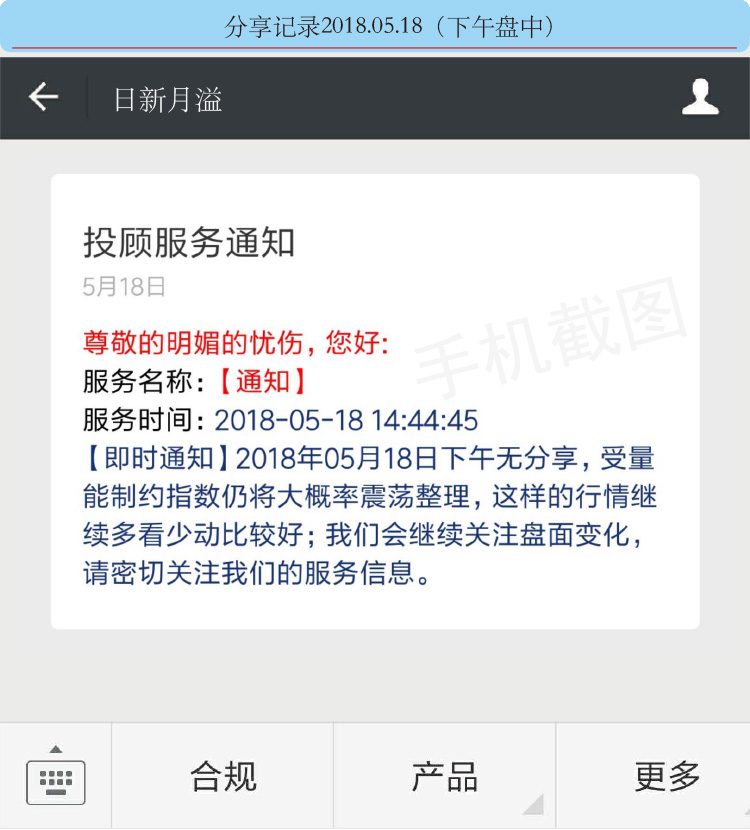 分享记录2018.05.18（下午盘中）
日新月溢
投顾服务通知
5月18日
尊敬的明媚的忧伤，您好:
服务名称：【通知】
服务时间：2018-05-18 14:44:45
【即时通知】2018年05月18日下午无分享，受量
能制约指数仍将大概率震荡整理，这样的行情继
续多看少动比较好；我们会继续关注盘面变化，
请密切关注我们的服务信息。
手机截图
合规
产品
更多